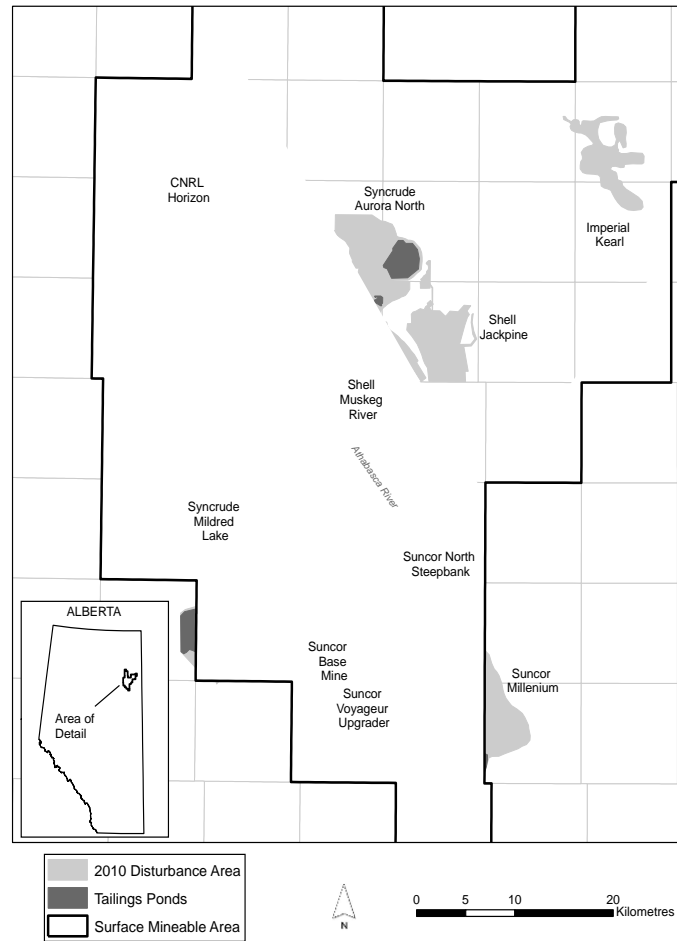 CNRL
Horizon
Syncrude
Aurora North
Imperial
Kearl
Shell
Jackpine
Shell
Muskeg
River
Athabasca River
Syncrude
Mildred
Lake
Suncor North
Steepbank
ALBERTA
Area of
Detail
Suncor
Base
Mine
Suncor
Voyageur
Upgrader
Suncor
Millenium
2010 Disturbance Area
Tailings Ponds
Surface Mineable Area
N
0 5 10 20
Kilometres